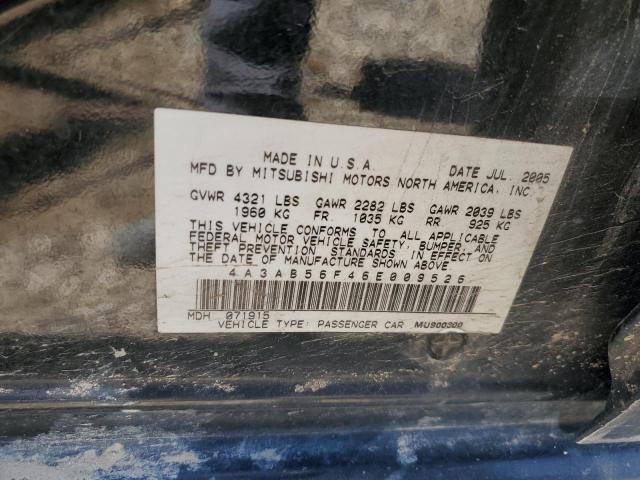 MADE IN U.S.A. DATE JUL. 2005
MFD BY MITSUBISHI MOTORS NORTH AMERICA, INC
GVWR 4321 LBS GAWR 2282 LBS GAWR 2039 LBS
1960 KG FR. 1035 KG RR 925 KG
THIS VEHICLE CONFORMS TO ALL APPLICABLE
FEDERAL MOTOR VEHICLE SAFETY, BUMPER, AND
THEFT PREVENTION STANDARDS IN EFFECT ON
THE DATE OF MANUFACTURE SHOWN ABOVE.
4A3AB56F46E009526
MDH 071915
VEHICLE TYPE: PASSENGER CAR MU900300